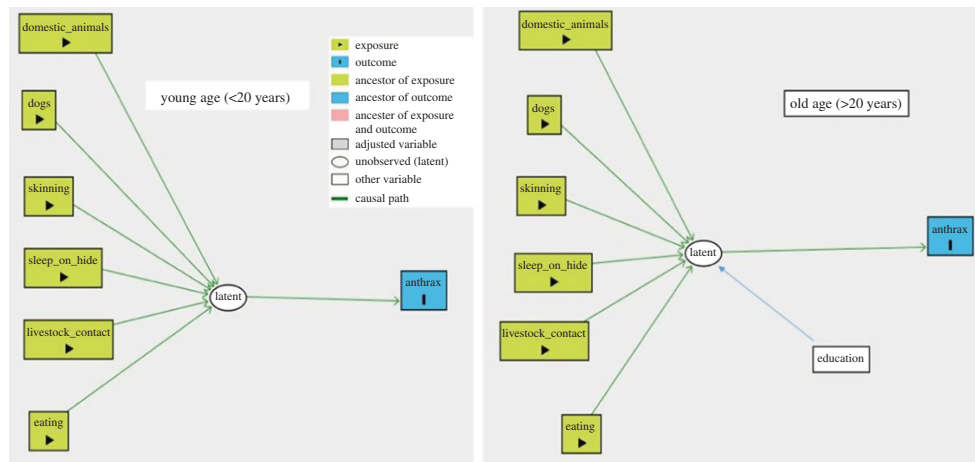 domestic_animals
young age (<20 years)
dogs
skinning
sleep_on_hide
livestock_contact
eating
latent
anthrax
exposure
outcome
ancestor of exposure
ancestor of outcome
ancester of exposure
and outcome
adjusted variable
unobserved (latent)
other variable
causal path
domestic_animals
old age (>20 years)
dogs
skinning
sleep_on_hide
livestock_contact
eating
latent
anthrax
education